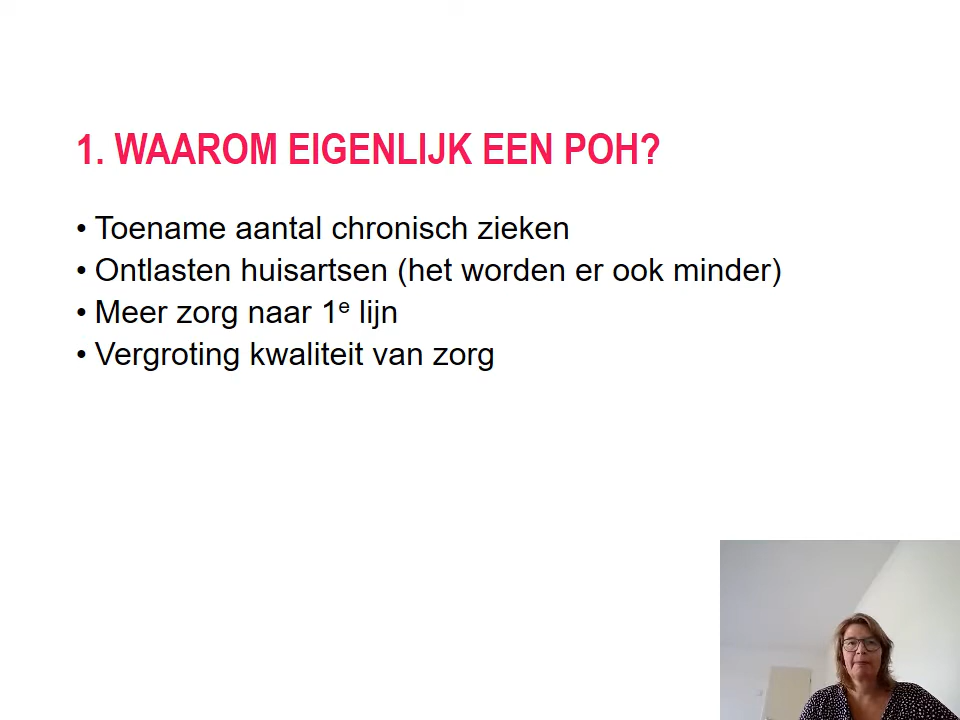 1. WAAROM EIGENLIJK EEN POH?
• Toename aantal chronisch zieken
• Ontlasten huisartsen (het worden er ook minder)
• Meer zorg naar 1e lijn
• Vergroting kwaliteit van zorg